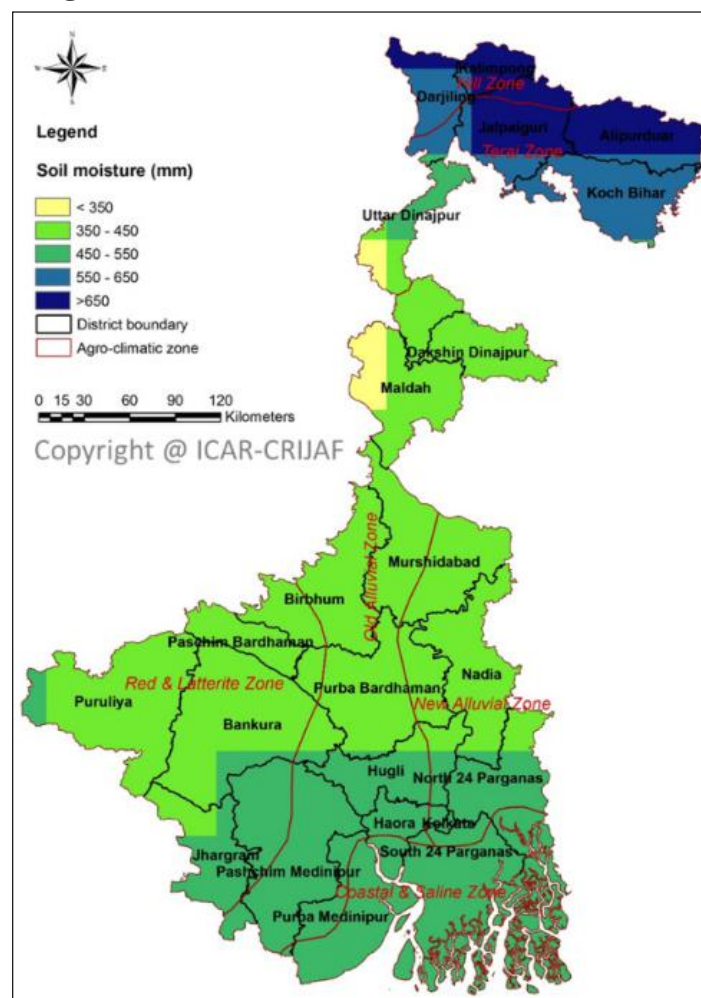 N
W
E
S
Legend
Soil moisture (mm)
< 350
350 - 450
450 - 550
550 - 650
>650
District boundary
Agro-climatic zone
0 15 30 60 90 120
Kilometers
Copyright @ ICAR-CRIJAF
Kalimpong
Hill Zone
Darjiling
Jalpaiguri
Alipurduar
Terai Zone
Koch Bihar
Uttar Dinajpur
Dakshin Dinajpur
Maldah
Old Alluvial Zone
Murshidabad
Birbhum
Paschim Bardhaman
Nadia
Red & Latterite Zone
Purba Bardhaman
Puruliya
New Alluvial Zone
Bankura
Hugli
North 24 Parganas
Haora
Kolkata
Jhargram
South 24 Parganas
Pashchim Medinipur
Coastal & Saline Zone
Purba Medinipur